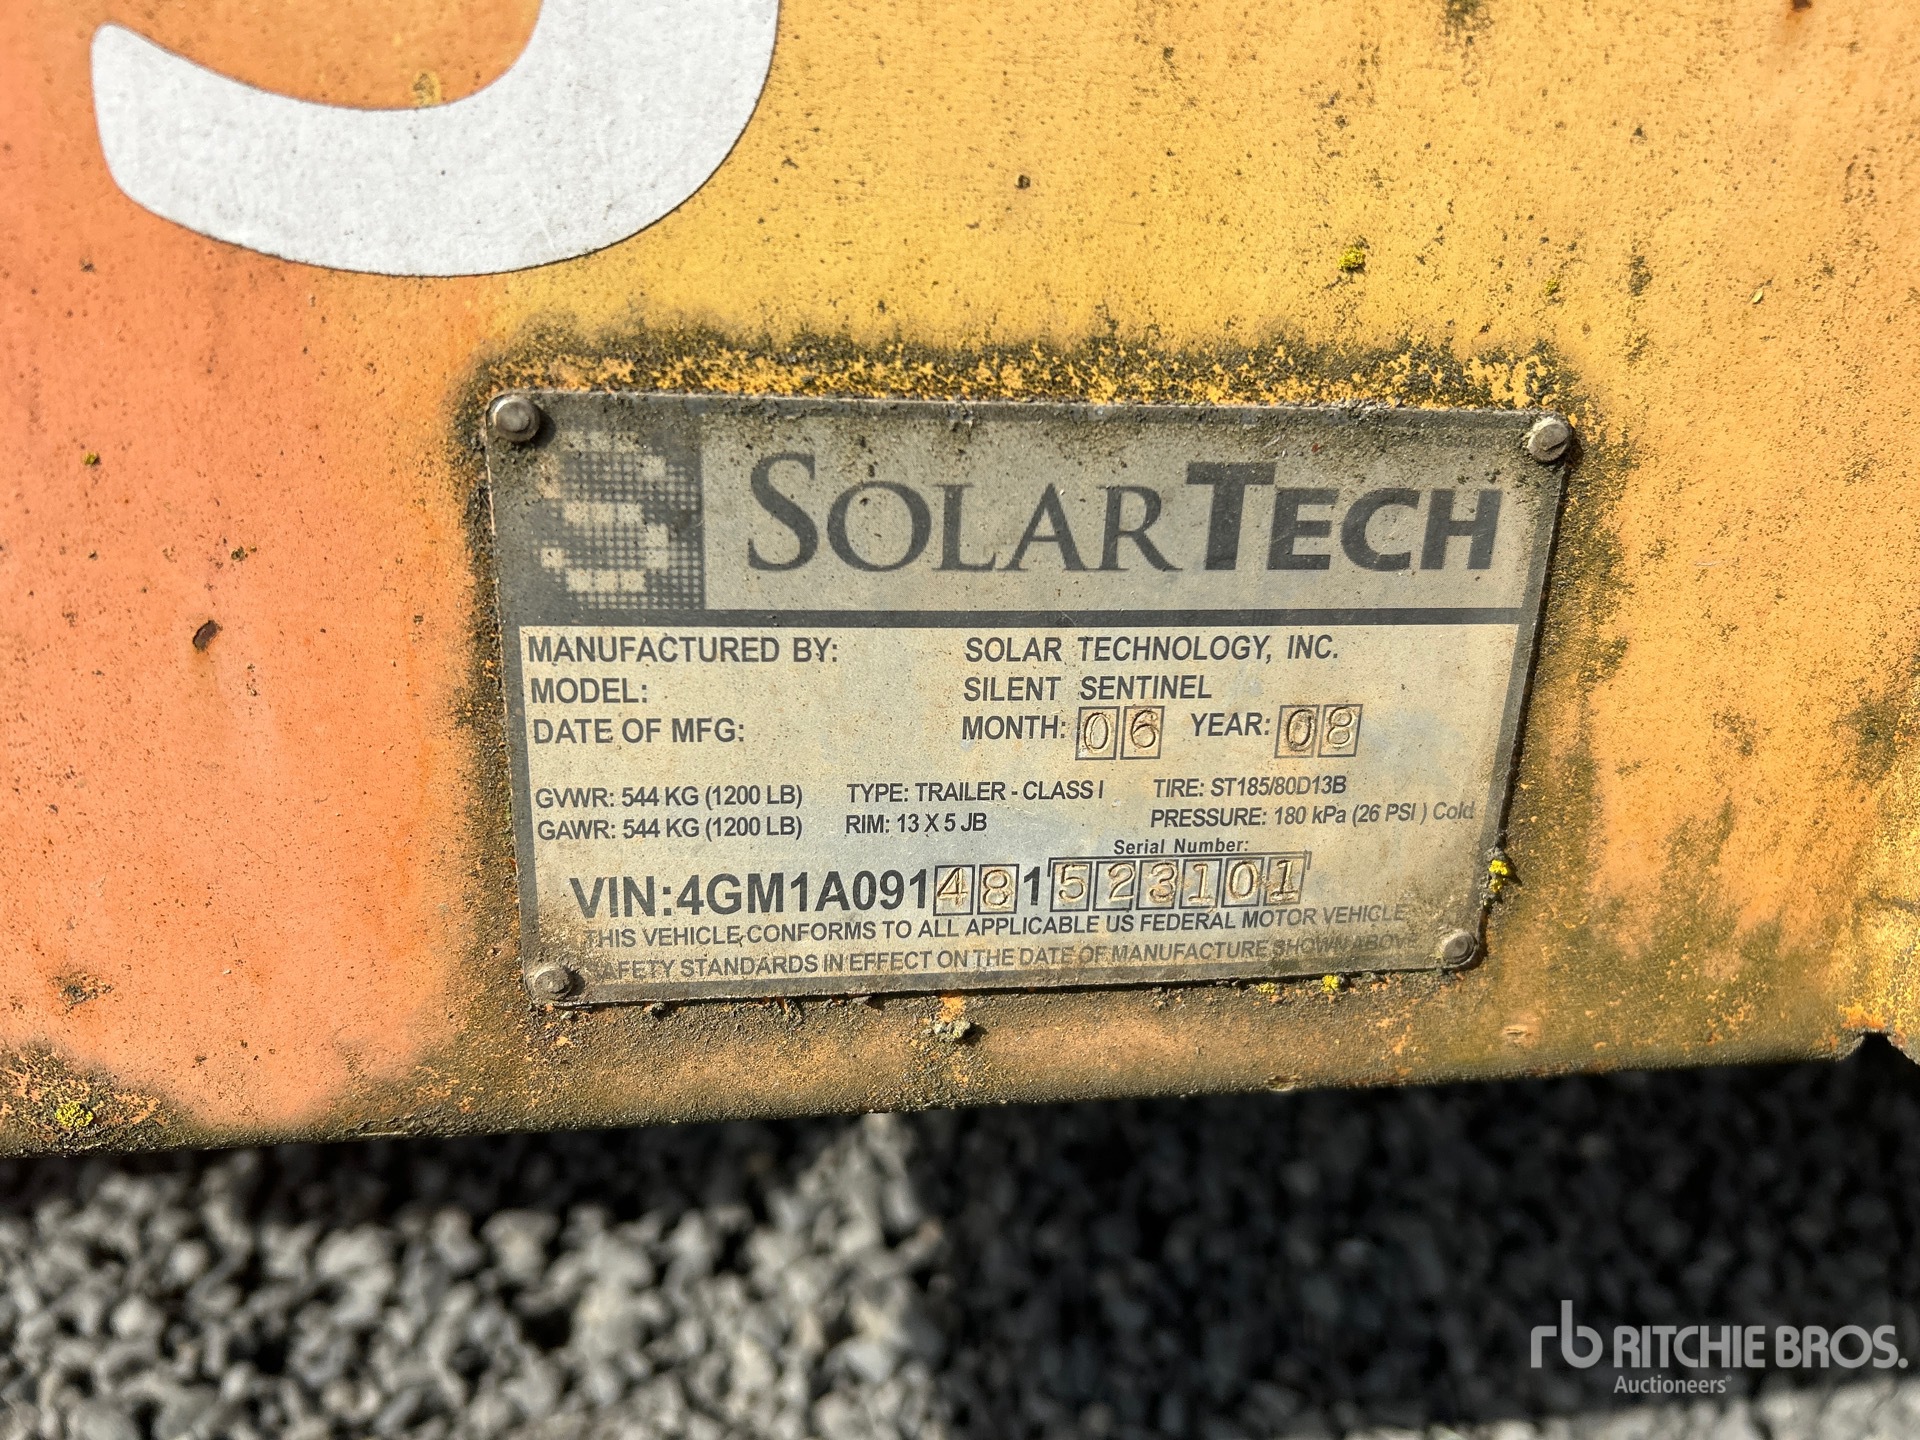 SOLARTECH
MANUFACTURED BY: SOLAR TECHNOLOGY, INC.
MODEL: SILENT SENTINEL
DATE OF MFG: MONTH: 06 YEAR: 08
GVWR: 544 KG (1200 LB) TYPE: TRAILER - CLASS I TIRE: ST185/80D13B
GAWR: 544 KG (1200 LB) RIM: 13 X 5 JB PRESSURE: 180 kPa (26 PSI ) Cold
Serial Number:
VIN:4GM1A091481523101
THIS VEHICLE CONFORMS TO ALL APPLICABLE US FEDERAL MOTOR VEHICLE
SAFETY STANDARDS IN EFFECT ON THE DATE OF MANUFACTURE SHOWN ABOVE
rb RITCHIE BROS.
Auctioneers